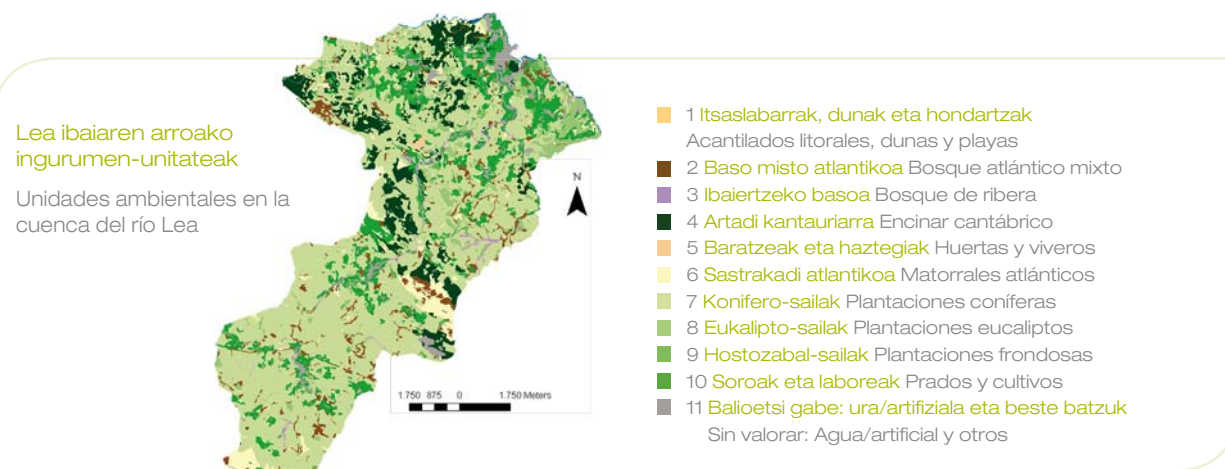 Lea ibaiaren arroako
ingurumen-unitateak
Unidades ambientales en la
cuenca del río Lea
N
1.750 875 0 1.750 Meters
1 Itsaslabarrak, dunak eta hondartzak
Acantilados litorales, dunas y playas
2 Baso misto atlantikoa Bosque atlántico mixto
3 Ibaiertzeko basoa Bosque de ribera
4 Artadi kantauriarra Encinar cantábrico
5 Baratzeak eta haztegiak Huertas y viveros
6 Sastrakadi atlantikoa Matorrales atlánticos
7 Konifero-sailak Plantaciones coníferas
8 Eukalipto-sailak Plantaciones eucaliptos
9 Hostozabal-sailak Plantaciones frondosas
10 Soroak eta laboreak Prados y cultivos
11 Balioetsi gabe: ura/artifiziala eta beste batzuk
Sin valorar: Agua/artificial y otros